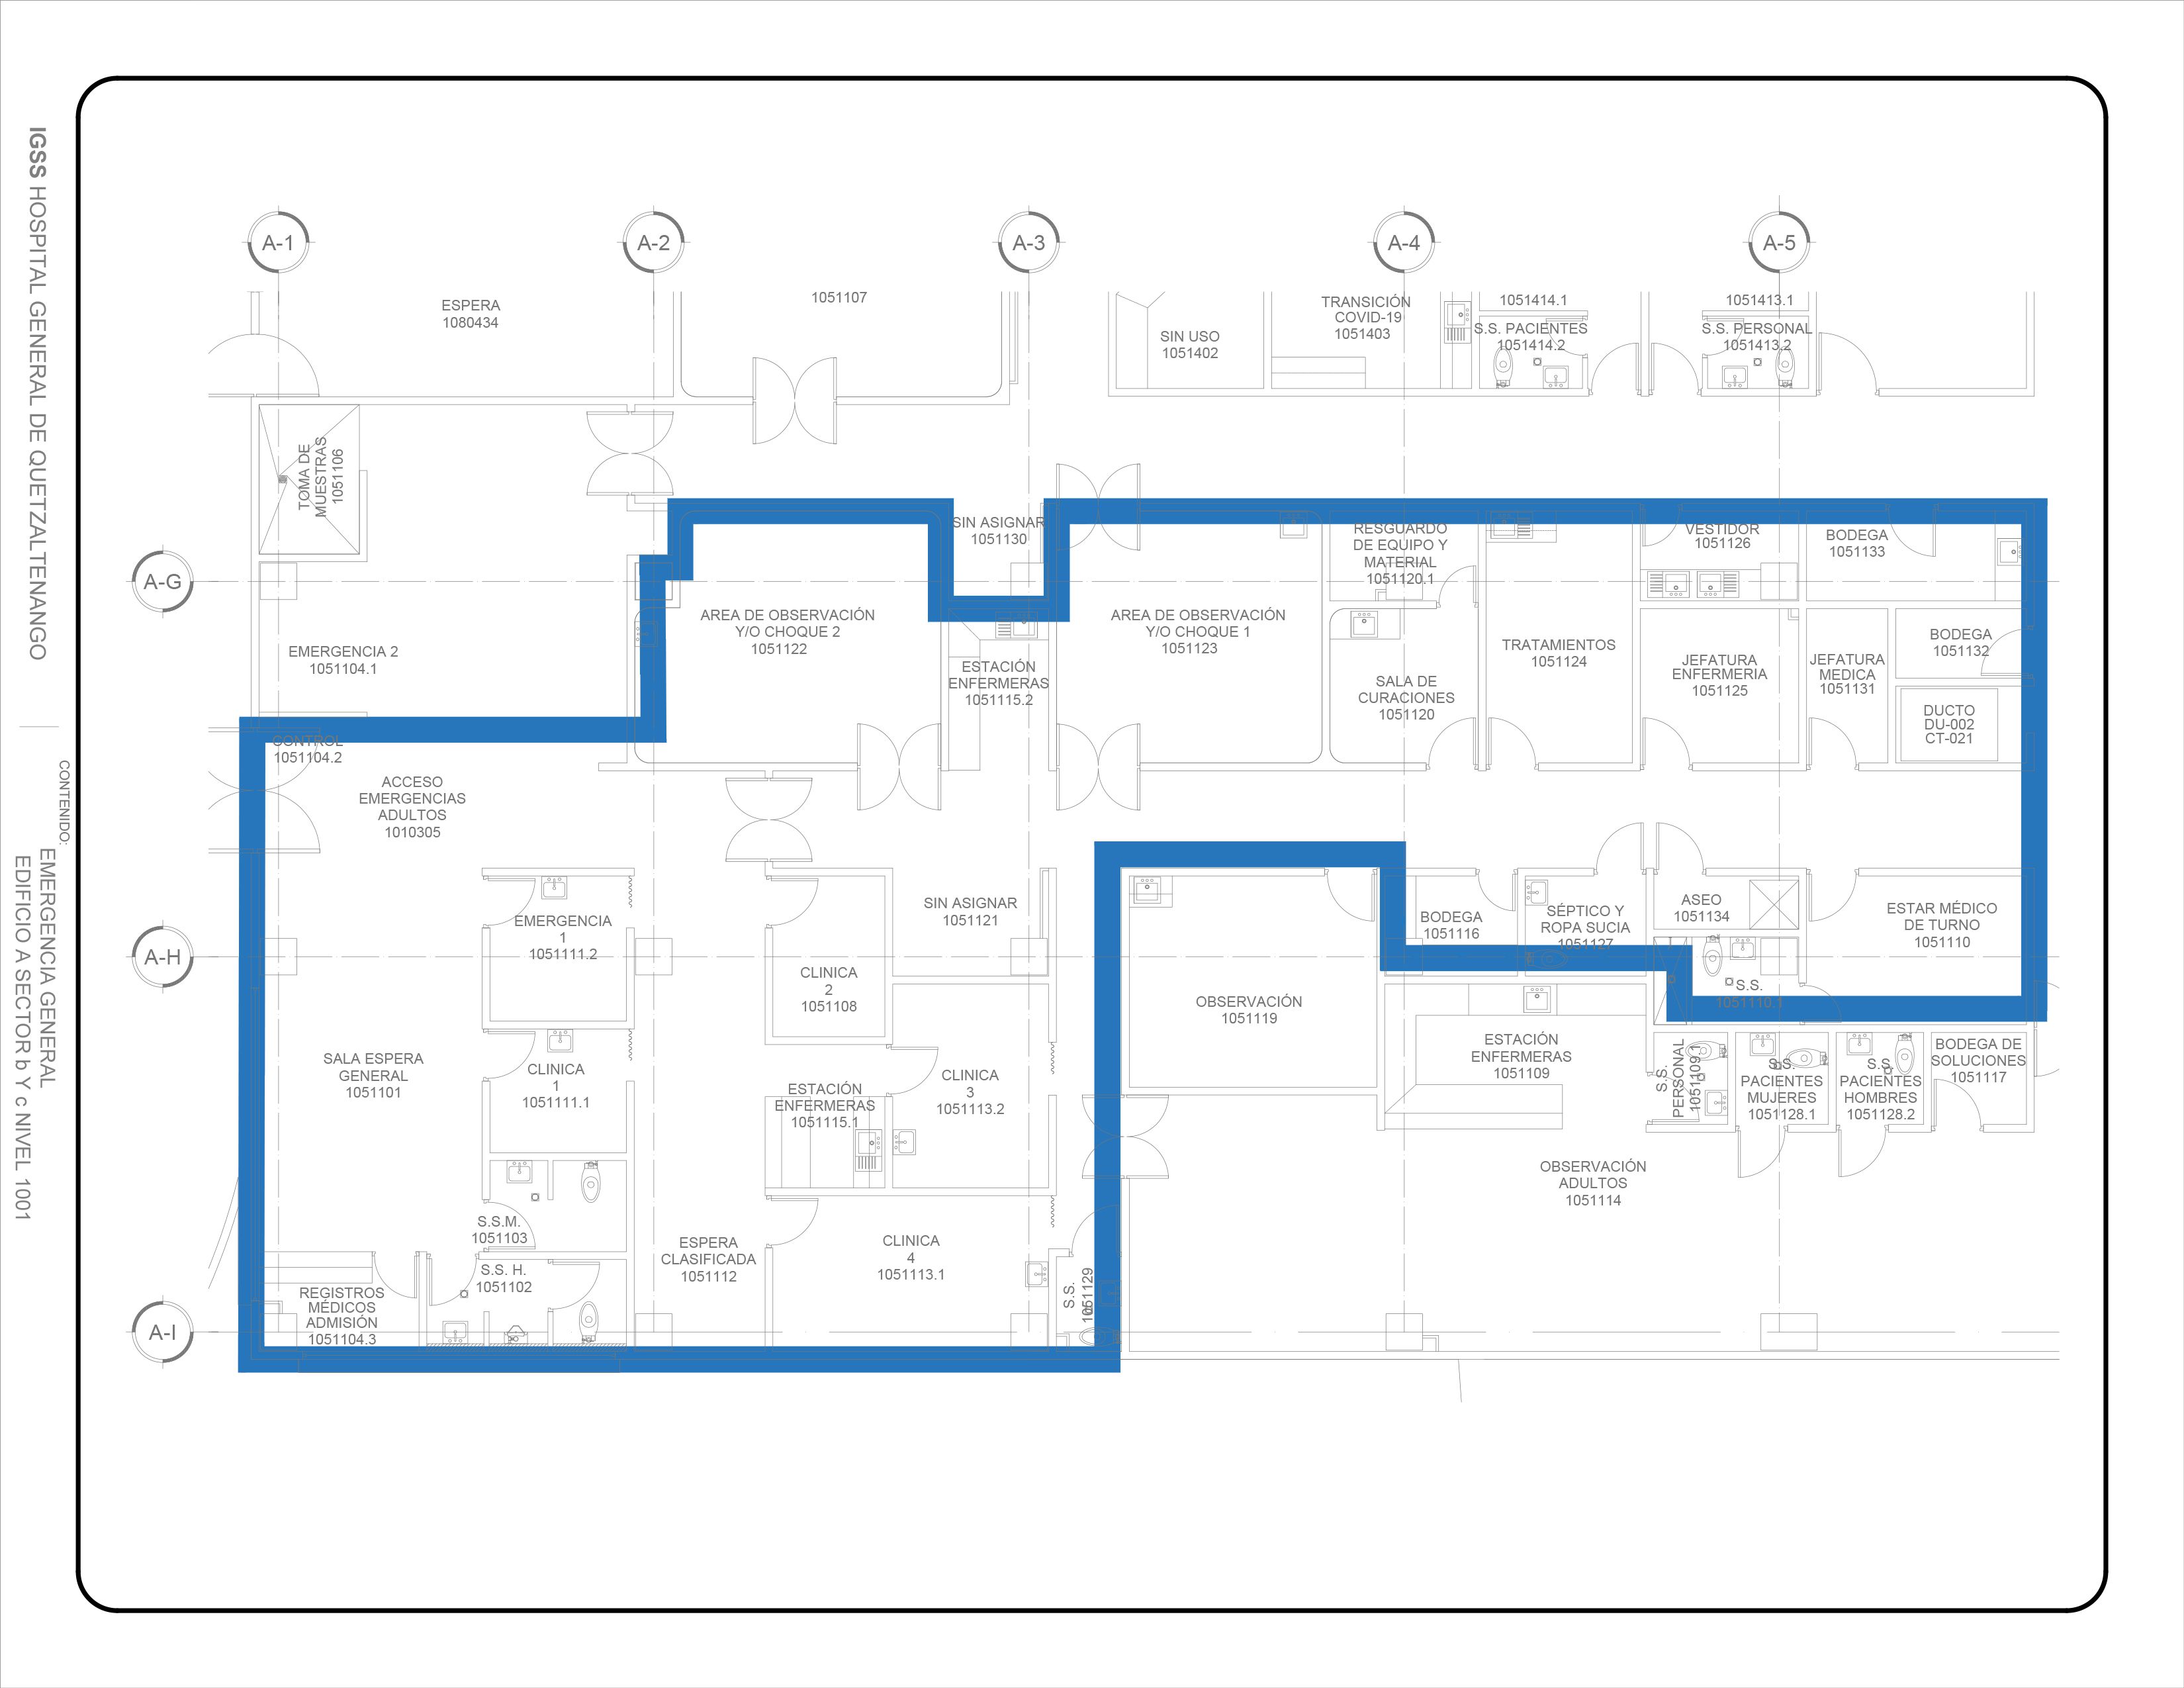 IGSS HOSPITAL GENERAL DE QUETZALTENANGO
CONTENIDO:
EMERGENCIA GENERAL
EDIFICIO A SECTOR b Y c NIVEL 1001
A-1
A-2
A-3
A-4
A-5
A-G
A-H
A-I
ESPERA
1080434
1051107
SIN USO
1051402
TRANSICIÓN
COVID-19
1051403
1051414.1
S.S. PACIENTES
1051414.2
1051413.1
S.S. PERSONAL
1051413.2
TOMA DE
MUESTRAS
1051106
SIN ASIGNAR
1051130
RESGUARDO
DE EQUIPO Y
MATERIAL
1051120.1
VESTIDOR
1051126
BODEGA
1051133
EMERGENCIA 2
1051104.1
AREA DE OBSERVACIÓN
Y/O CHOQUE 2
1051122
ESTACIÓN
ENFERMERAS
1051115.2
AREA DE OBSERVACIÓN
Y/O CHOQUE 1
1051123
SALA DE
CURACIONES
1051120
TRATAMIENTOS
1051124
JEFATURA
ENFERMERIA
1051125
JEFATURA
MEDICA
1051131
BODEGA
1051132
DUCTO
DU-002
CT-021
CONTROL
1051104.2
ACCESO
EMERGENCIAS
ADULTOS
1010305
EMERGENCIA
1
1051111.2
CLINICA
2
1051108
SIN ASIGNAR
1051121
BODEGA
1051116
SÉPTICO Y
ROPA SUCIA
1051127
ASEO
1051134
ESTAR MÉDICO
DE TURNO
1051110
S.S.
1051110.1
OBSERVACIÓN
1051119
SALA ESPERA
GENERAL
1051101
CLINICA
1
1051111.1
ESTACIÓN
ENFERMERAS
1051115.1
CLINICA
3
1051113.2
ESTACIÓN
ENFERMERAS
1051109
S.S.
PERSONAL
1051109.1
S.S.
PACIENTES
MUJERES
1051128.1
S.S.
PACIENTES
HOMBRES
1051128.2
BODEGA DE
SOLUCIONES
1051117
OBSERVACIÓN
ADULTOS
1051114
S.S.M.
1051103
S.S. H.
1051102
REGISTROS
MÉDICOS
ADMISIÓN
1051104.3
ESPERA
CLASIFICADA
1051112
CLINICA
4
1051113.1
S.S.
1051129